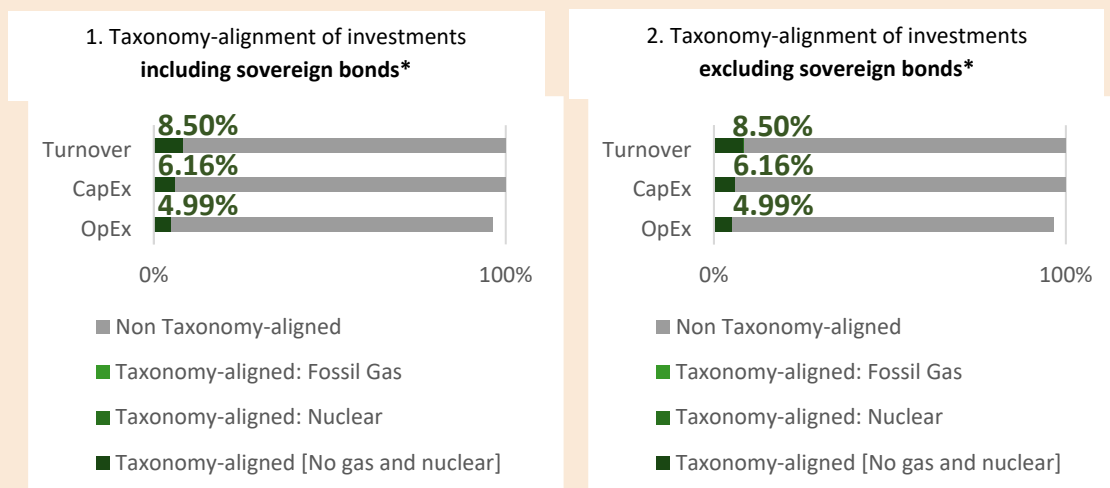 1. Taxonomy-alignment of investments
including sovereign bonds*
8.50%
Turnover
6.16%
CapEx
4.99%
OpEx
0%
100%
Non Taxonomy-aligned
Taxonomy-aligned: Fossil Gas
Taxonomy-aligned: Nuclear
Taxonomy-aligned [No gas and nuclear]
2. Taxonomy-alignment of investments
excluding sovereign bonds*
8.50%
Turnover
6.16%
CapEx
4.99%
OpEx
0%
100%
Non Taxonomy-aligned
Taxonomy-aligned: Fossil Gas
Taxonomy-aligned: Nuclear
Taxonomy-aligned [No gas and nuclear]